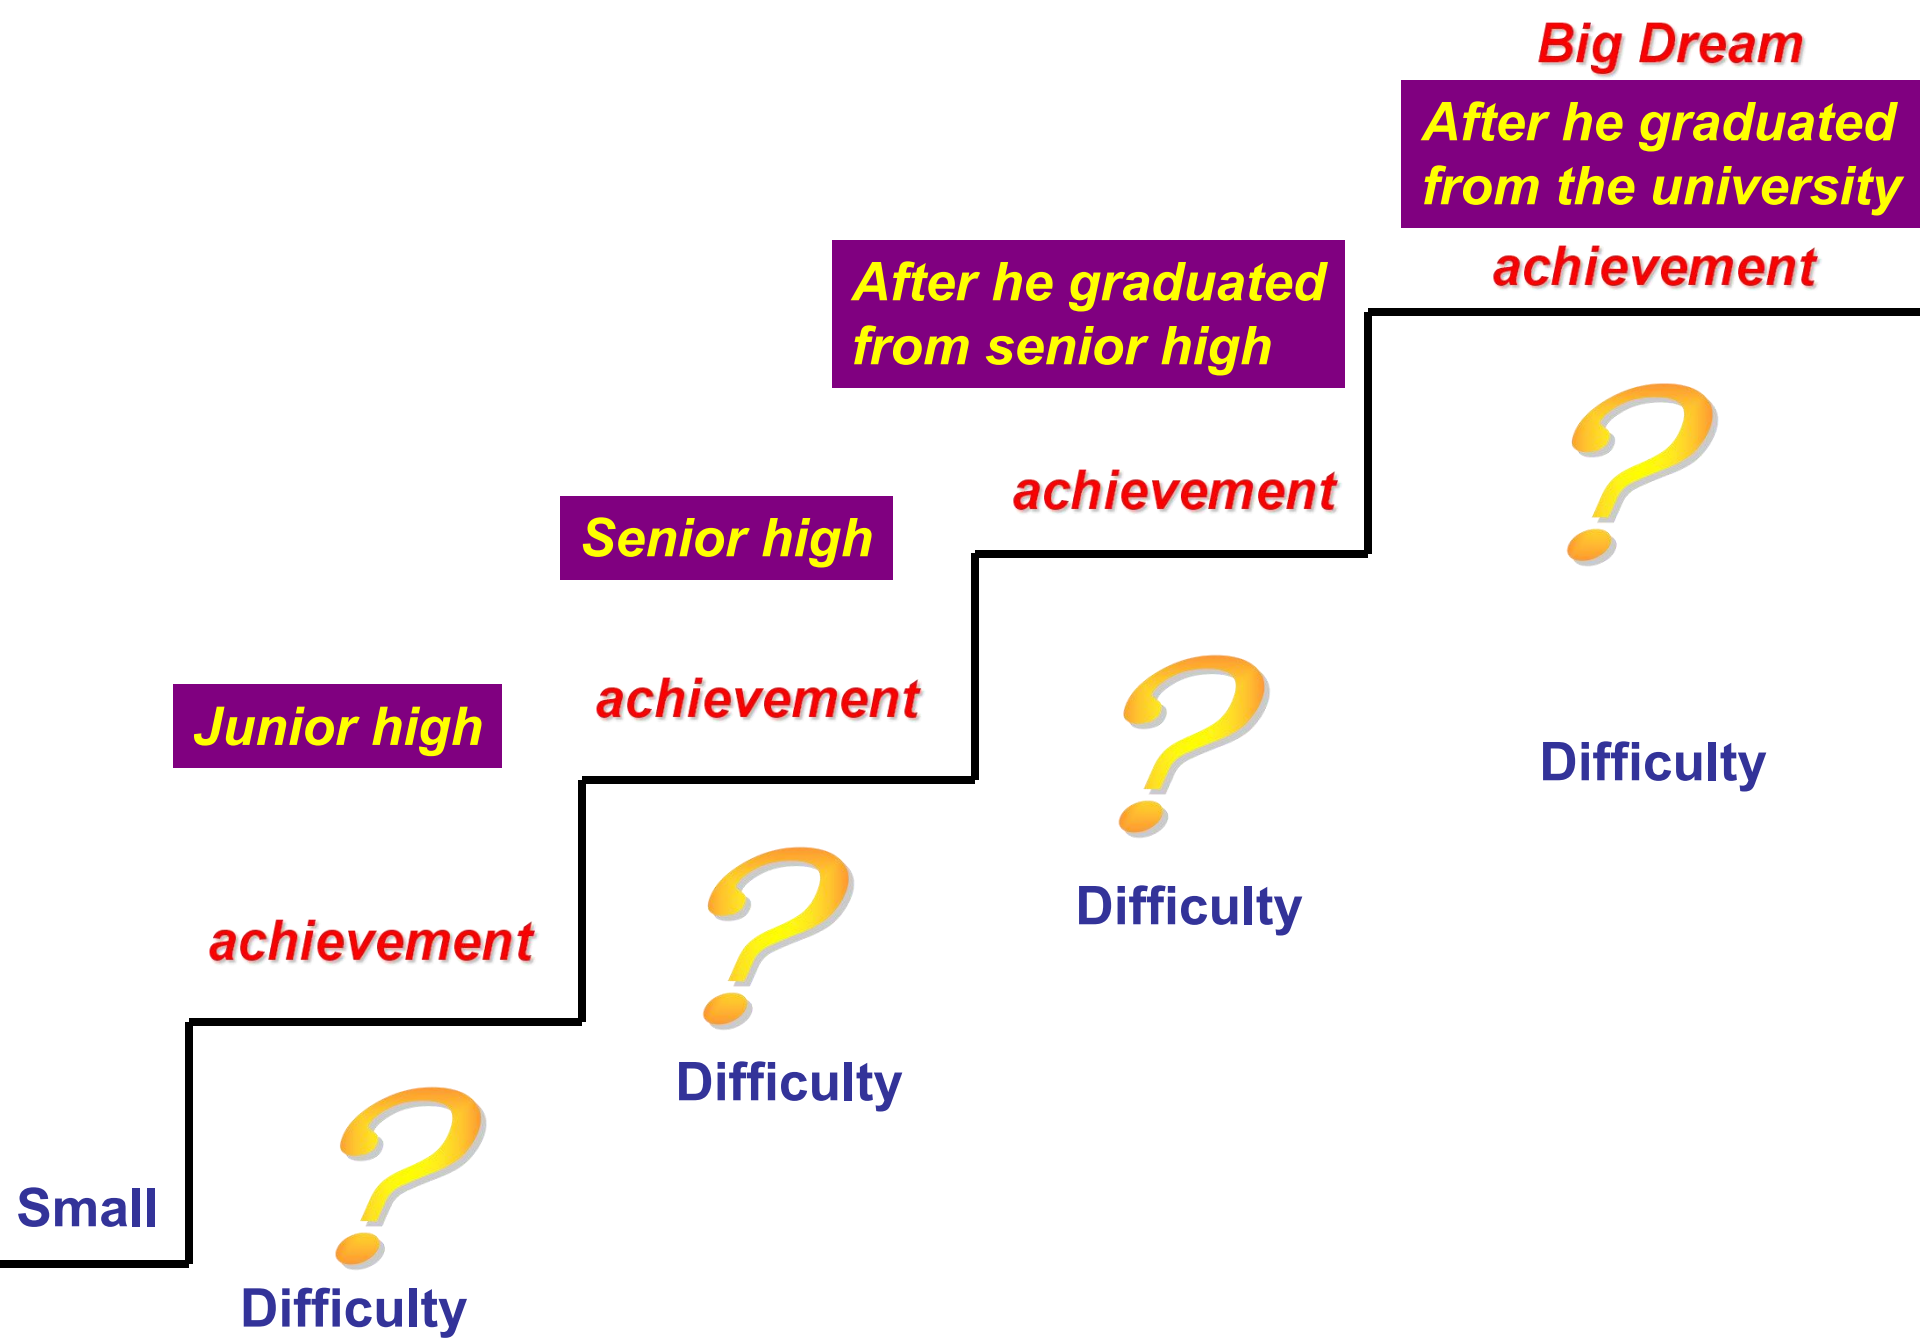 Big Dream
After he graduated
from the university
achievement
After he graduated
from senior high
achievement
Senior high
achievement
Junior high
achievement
Small
?
Difficulty
?
Difficulty
?
Difficulty
?
Difficulty